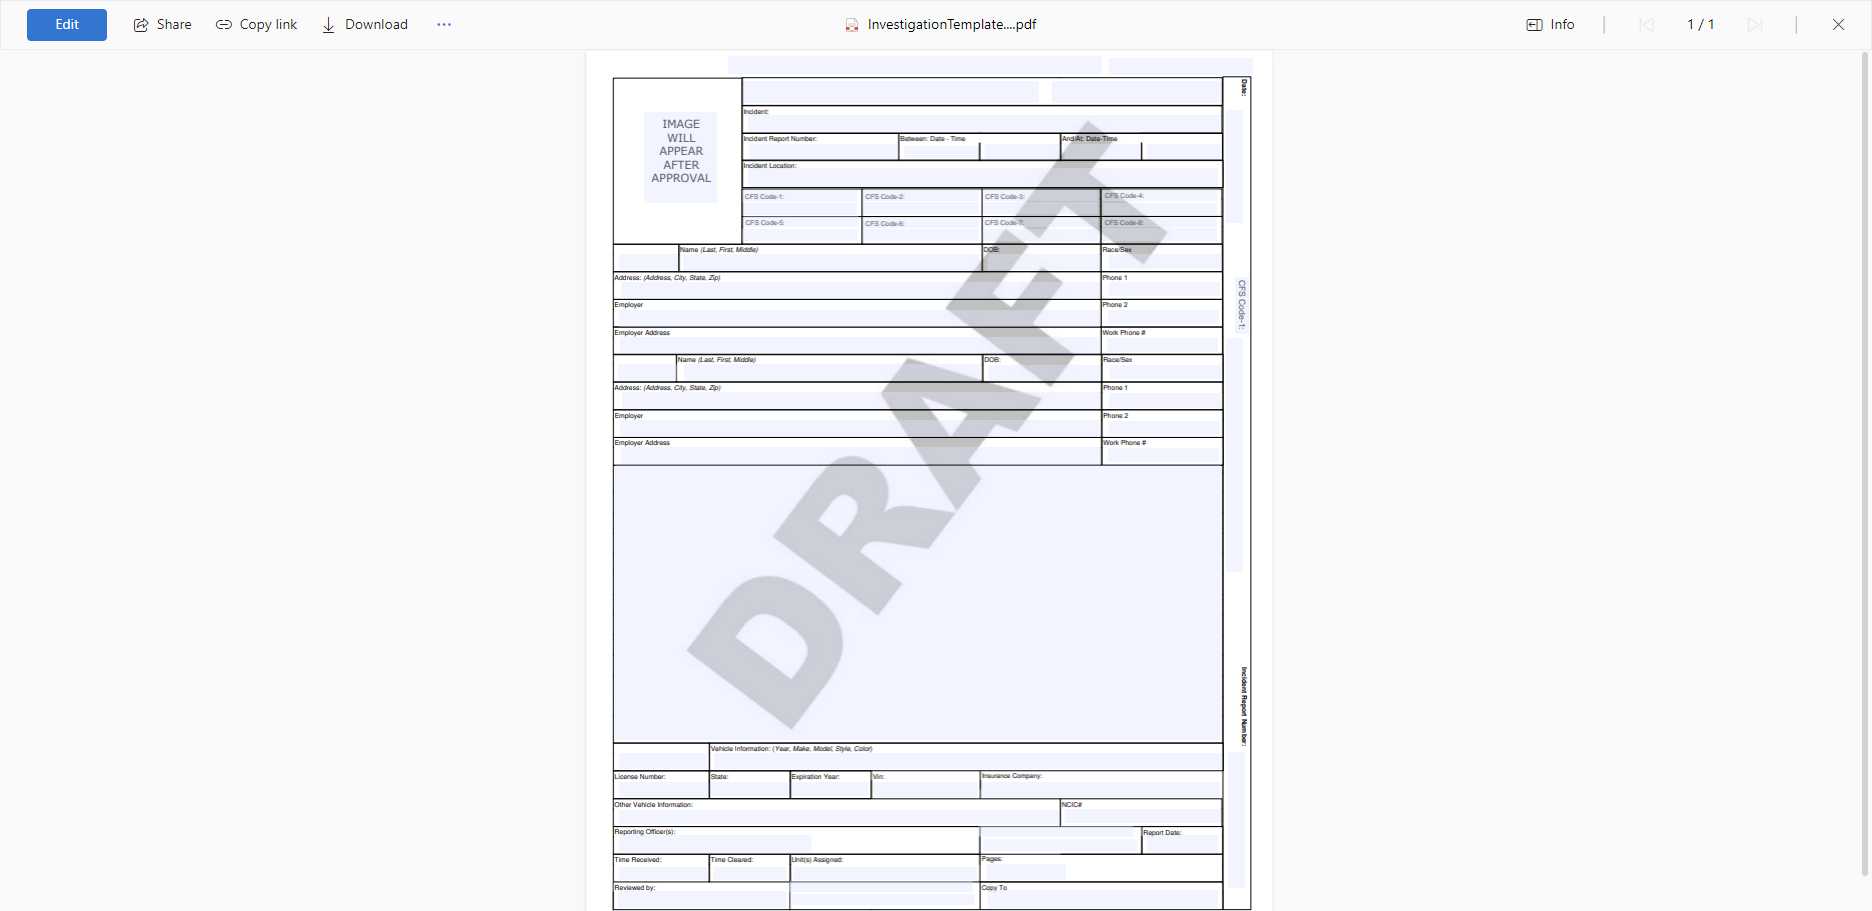 Edit Share Copy link Download ... InvestigationTemplate....pdf Info 1 / 1
Date:
IMAGE
WILL
APPEAR
AFTER
APPROVAL
Incident:
Incident Report Number: Between: Date - Time And/At: Date-Time
Incident Location:
CFS Code-1: CFS Code-2: CFS Code-3: CFS Code-4:
CFS Code-5: CFS Code-6: CFS Code-7: CFS Code-8:
Name (Last, First, Middle) DOB: Race/Sex
Address: (Address, City, State, Zip) Phone 1
CFS Code-1:
Employer Phone 2
Employer Address Work Phone #
Name (Last, First, Middle) DOB: Race/Sex
Address: (Address, City, State, Zip) Phone 1
Employer Phone 2
Employer Address Work Phone #
DRAFT
Incident Report Number:
Vehicle Information: (Year, Make, Model, Style, Color)
License Number: State: Expiration Year: Vin: Insurance Company:
Other Vehicle Information: NCIC#
Reporting Officer(s): Report Date:
Time Received: Time Cleared: Unit(s) Assigned: Pages:
Reviewed by: Copy To